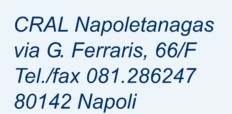 CRAL Napoletanagas
via G. Ferraris, 66/F
Tel./fax 081.286247
80142 Napoli